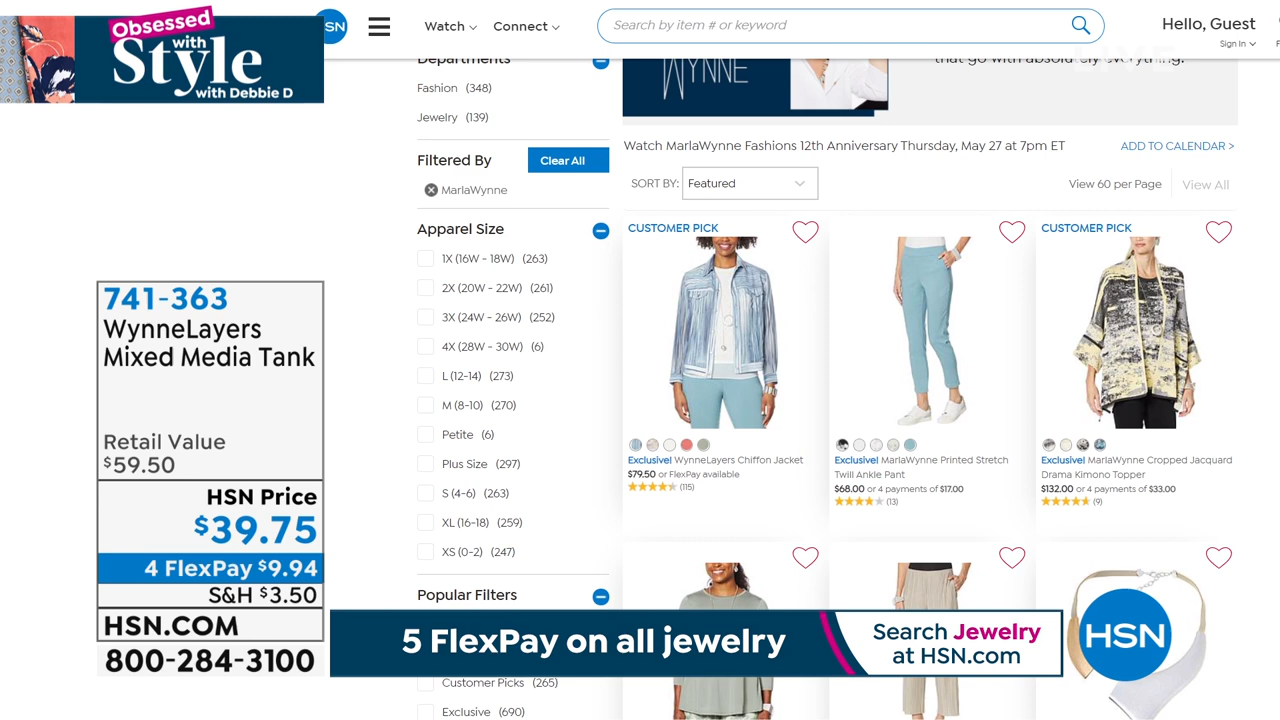 Obsessed
with
Style
with Debbie D
HSN
Watch
Connect
Search by item # or keyword
Hello, Guest
Sign In
Departments
Fashion (348)
Jewelry (139)
Filtered By
Clear All
MarlaWynne
Apparel Size
1X (16W - 18W) (263)
2X (20W - 22W) (261)
3X (24W - 26W) (252)
4X (28W - 30W) (6)
L (12-14) (273)
M (8-10) (270)
Petite (6)
Plus Size (297)
S (4-6) (263)
XL (16-18) (259)
XS (0-2) (247)
Popular Filters
Customer Picks (265)
Exclusive (690)
WYNNE
that go with absolutely everything.
LIVE
Watch MarlaWynne Fashions 12th Anniversary Thursday, May 27 at 7pm ET
ADD TO CALENDAR >
SORT BY: Featured
View 60 per Page
View All
CUSTOMER PICK
Exclusive! WynneLayers Chiffon Jacket
$79.50 or FlexPay available
(115)
Exclusive! MarlaWynne Printed Stretch
Twill Ankle Pant
$68.00 or 4 payments of $17.00
(13)
CUSTOMER PICK
Exclusive! MarlaWynne Cropped Jacquard
Drama Kimono Topper
$132.00 or 4 payments of $33.00
(9)
741-363
WynneLayers
Mixed Media Tank
Retail Value
$59.50
HSN Price
$39.75
4 FlexPay $9.94
S&H $3.50
HSN.COM
800-284-3100
5 FlexPay on all jewelry
Search Jewelry
at HSN.com
HSN